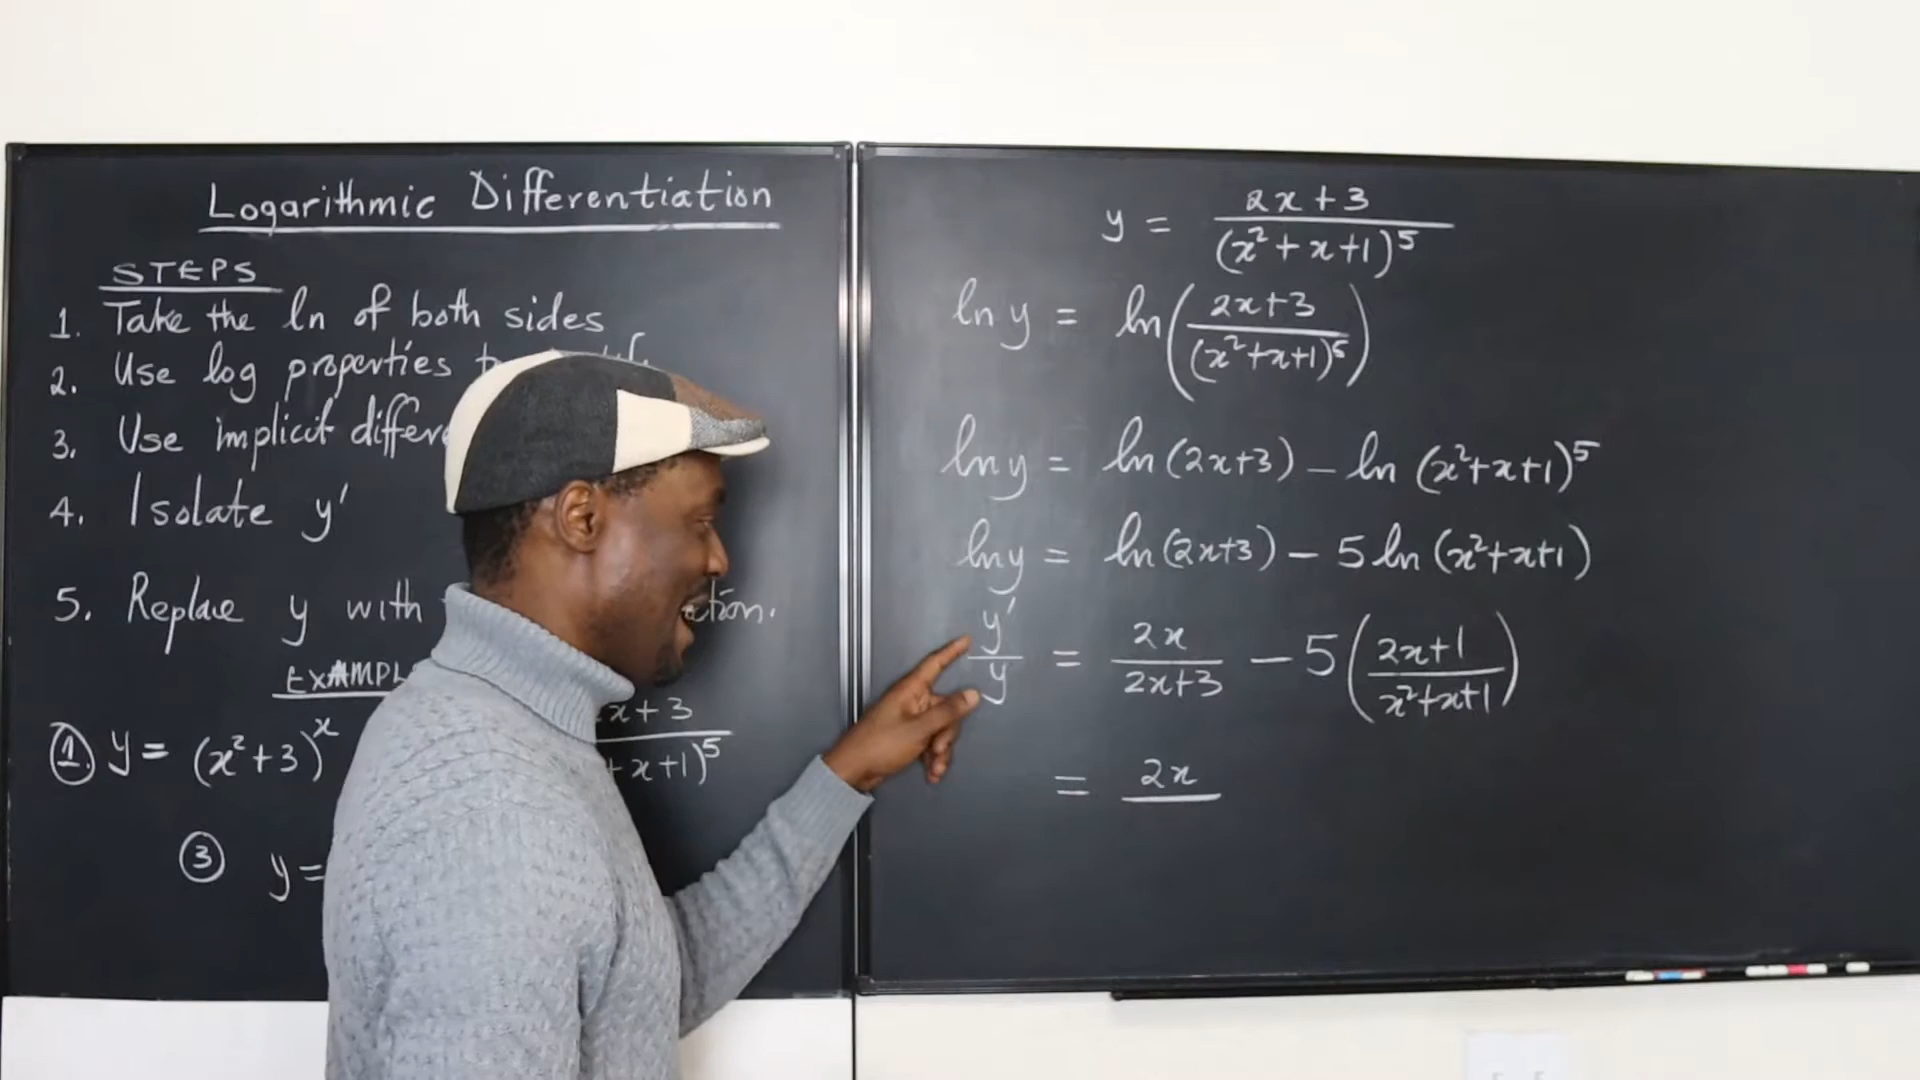 Logarithmic Differentiation
STEPS
1. Take the ln of both sides
2. Use log properties
3. Use implicit
4. Isolate y'
5. Replace y with
EXAMPL
①. y = (x²+3)ˣ
x+3
+x+1)⁵
③ y =
y = 2x+3
(x²+x+1)⁵
ln y = ln(2x+3
(x²+x+1)⁵)
ln y = ln(2x+3) - ln(x²+x+1)⁵
ln y = ln(2x+3) - 5 ln(x²+x+1)
y' 2x 2x+1
y = 2x+3 - 5(x²+x+1)
= 2x